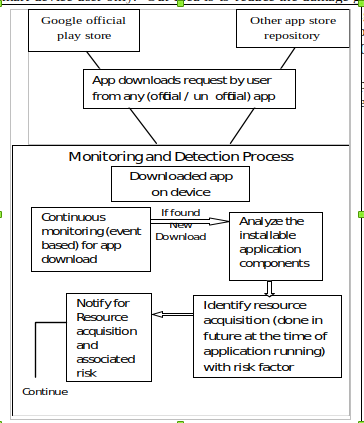 Google official
play store
Other app store
repository
App downloads request by user
from any (official / un official) app
Monitoring and Detection Process
Downloaded app
on device
Continuous
monitoring (event
based) for app
download
If found
New
Download
Analyze the
installable
application
components
Identify resource
acquisition (done in
future at the time of
application running)
with risk factor
Notify for
Resource
acquisition
and
associated
risk
Continue